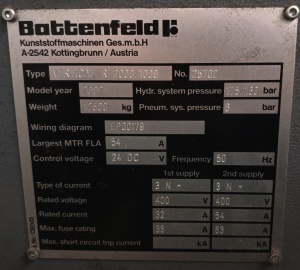 Battenfeld
Kunststoffmaschinen Ges.m.b.H
A-2542 Kottingbrunn / Austria
Type R 1000/ No.
Model year Hydr. system pressure bar
Weight kg Pneum. sys. pressure bar
Wiring diagram
Largest MTR FLA 54 A
Control voltage 24 DC V Frequency 50 Hz
1st supply 2nd supply
Type of current 3 N ~ 3 N ~
Rated voltage 400 V 400 V
Rated current 32 A 54 A
Max. fuse rating 35 A 63 A
Max. short circuit trip current kA kA